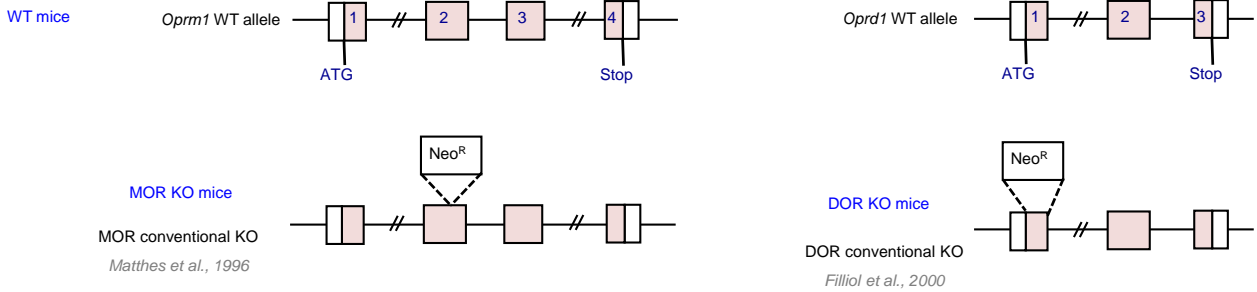 WT mice
Oprm1 WT allele
1
2
3
4
ATG
Stop
Oprd1 WT allele
1
2
3
ATG
Stop
Neo^R
MOR KO mice
MOR conventional KO
Matthes et al., 1996
Neo^R
DOR KO mice
DOR conventional KO
Filliol et al., 2000